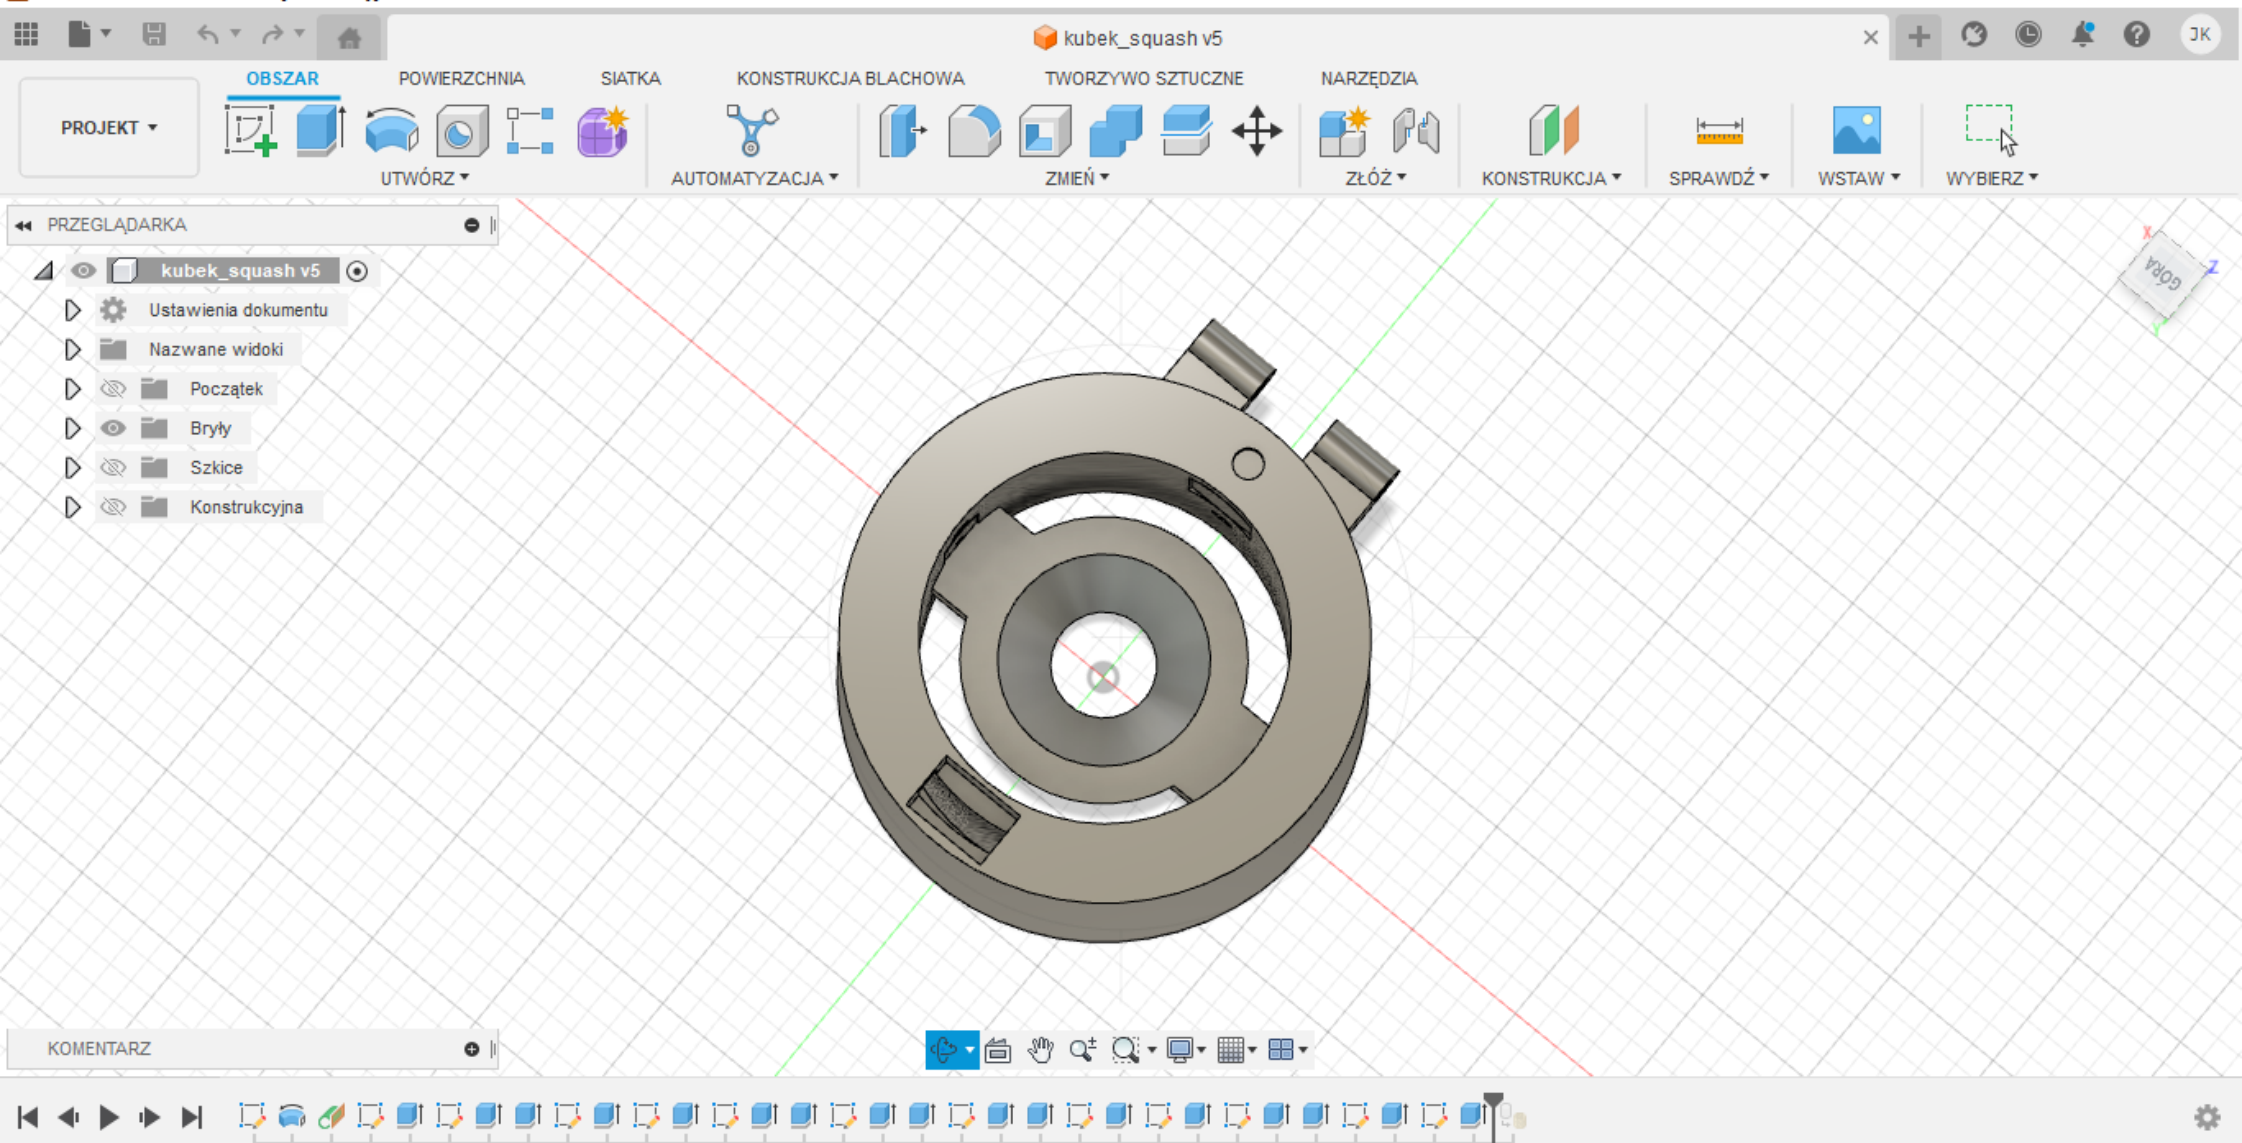 kubek_squash v5
JK
OBSZAR
POWIERZCHNIA
SIATKA
KONSTRUKCJA BLACHOWA
TWORZYWO SZTUCZNE
NARZĘDZIA
PROJEKT
UTWÓRZ
AUTOMATYZACJA
ZMIEŃ
ZŁÓŻ
KONSTRUKCJA
SPRAWDŹ
WSTAW
WYBIERZ
PRZEGLĄDARKA
kubek_squash v5
Ustawienia dokumentu
Nazwane widoki
Początek
Bryły
Szkice
Konstrukcyjna
X
GÓRA
Z
Y
KOMENTARZ